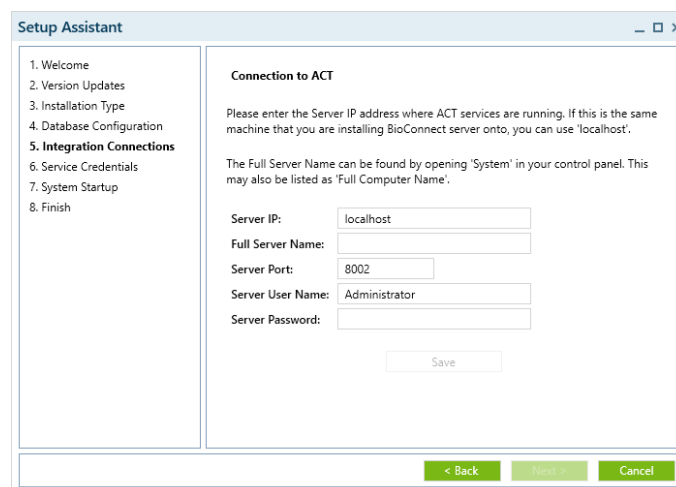 Setup Assistant
1. Welcome
2. Version Updates
3. Installation Type
4. Database Configuration
5. Integration Connections
6. Service Credentials
7. System Startup
8. Finish
Connection to ACT
Please enter the Server IP address where ACT services are running. If this is the same
machine that you are installing BioConnect server onto, you can use 'localhost'.
The Full Server Name can be found by opening 'System' in your control panel. This
may also be listed as 'Full Computer Name'.
Server IP: localhost
Full Server Name:
Server Port: 8002
Server User Name: Administrator
Server Password:
Save
< Back Next > Cancel